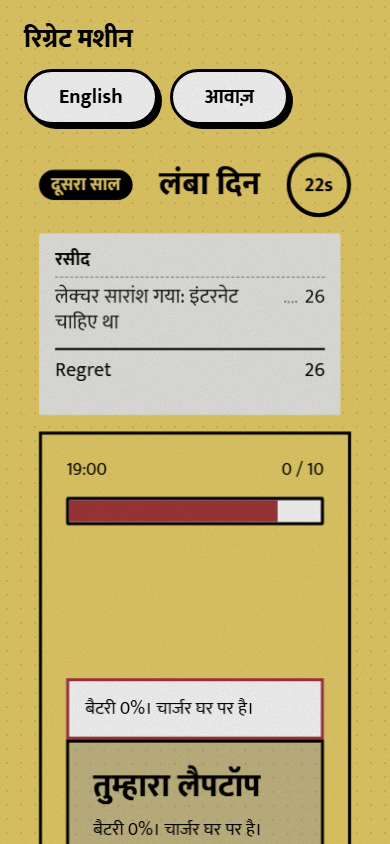 रिग्रेट मशीन
English
आवाज़
दूसरा साल
लंबा दिन
22s
रसीद
लेक्चर सारांश गया: इंटरनेट .... 26
चाहिए था
Regret 26
19:00 0 / 10
बैटरी 0%। चार्जर घर पर है।
तुम्हारा लैपटॉप
बैटरी 0%। चार्जर घर पर है।